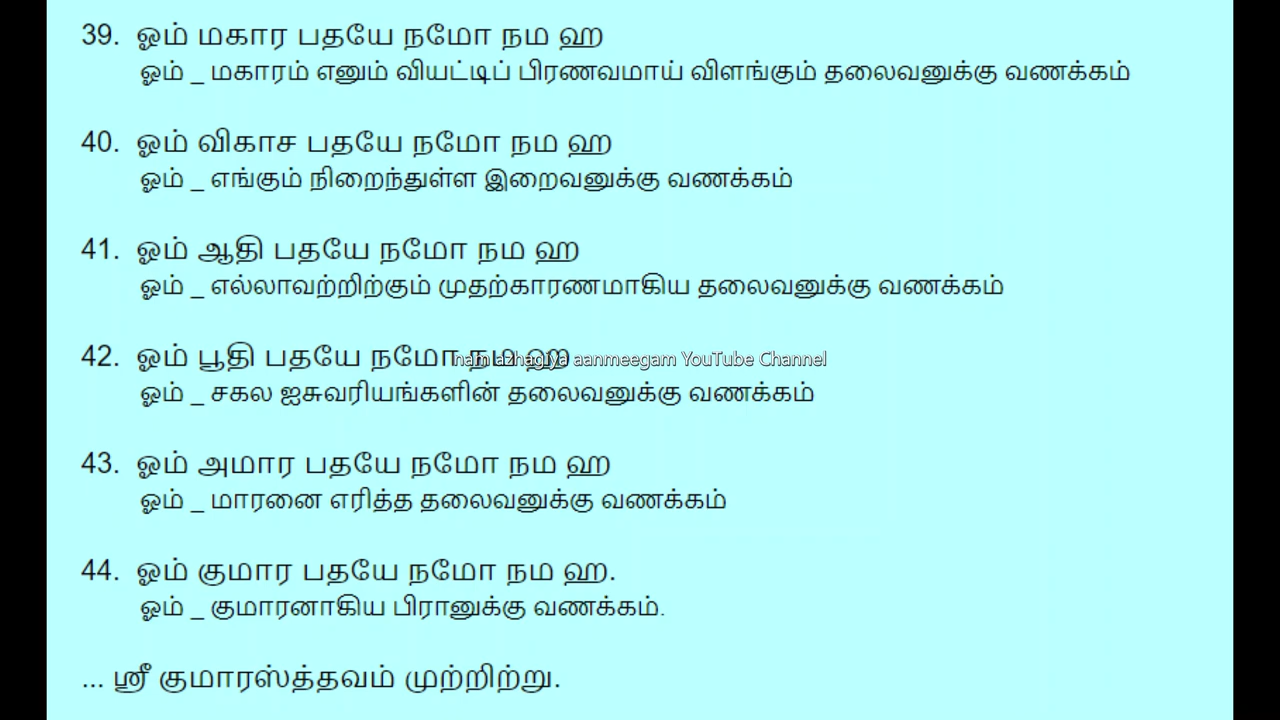 39. ஓம் மகார பதயே நமோ நம ஹ
ஓம் _ மகாரம் எனும் வியட்டிப் பிரணவமாய் விளங்கும் தலைவனுக்கு வணக்கம்
40. ஓம் விகாச பதயே நமோ நம ஹ
ஓம் _ எங்கும் நிறைந்துள்ள இறைவனுக்கு வணக்கம்
41. ஓம் ஆதி பதயே நமோ நம ஹ
ஓம் _ எல்லாவற்றிற்கும் முதற்காரணமாகிய தலைவனுக்கு வணக்கம்
42. ஓம் பூதி பதயே நமோ நம ஹ
nam azhagiya aanmeegam YouTube Channel
ஓம் _ சகல ஐசுவரியங்களின் தலைவனுக்கு வணக்கம்
43. ஓம் அமார பதயே நமோ நம ஹ
ஓம் _ மாரனை எரித்த தலைவனுக்கு வணக்கம்
44. ஓம் குமார பதயே நமோ நம ஹ.
ஓம் _ குமாரனாகிய பிரானுக்கு வணக்கம்.
... ஸ்ரீ குமாரஸ்த்தவம் முற்றிற்று.